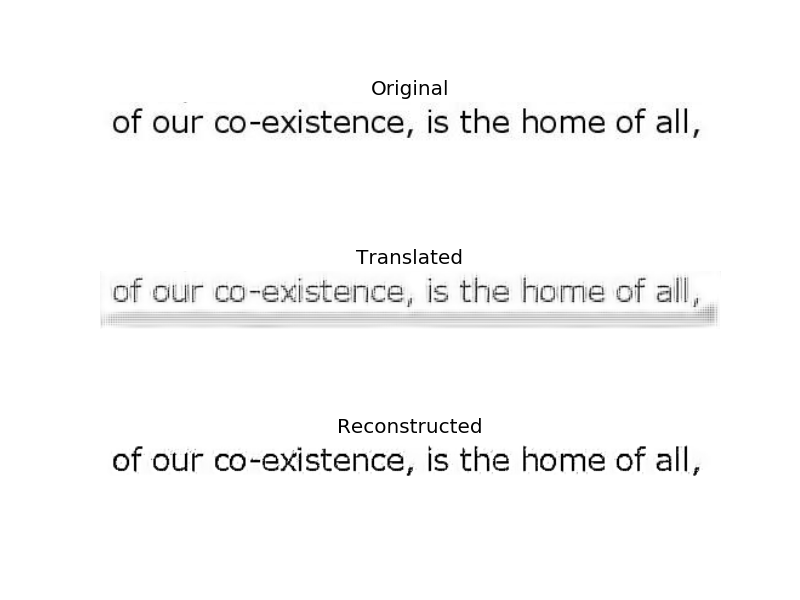 Original
of our co-existence, is the home of all,
Translated
of our co-existence, is the home of all,
Reconstructed
of our co-existence, is the home of all,